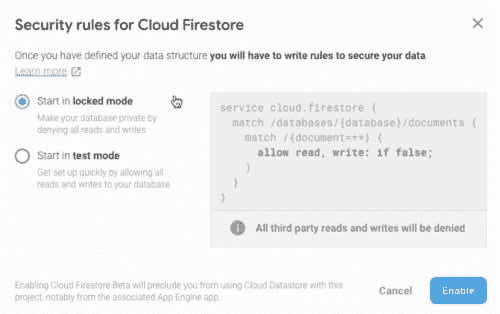 Security rules for Cloud Firestore
Once you have defined your data structure you will have to write rules to secure your data.
Learn more
Start in locked mode
Make your database private by
denying all reads and writes
Start in test mode
Get set up quickly by allowing all
reads and writes to your database
service cloud.firestore {
match /databases/{database}/documents {
match /{document=**} {
allow read, write: if false;
}
}
}
All third party reads and writes will be denied
Enabling Cloud Firestore Beta will preclude you from using Cloud Datastore with this
project, notably from the associated App Engine app.
Cancel
Enable